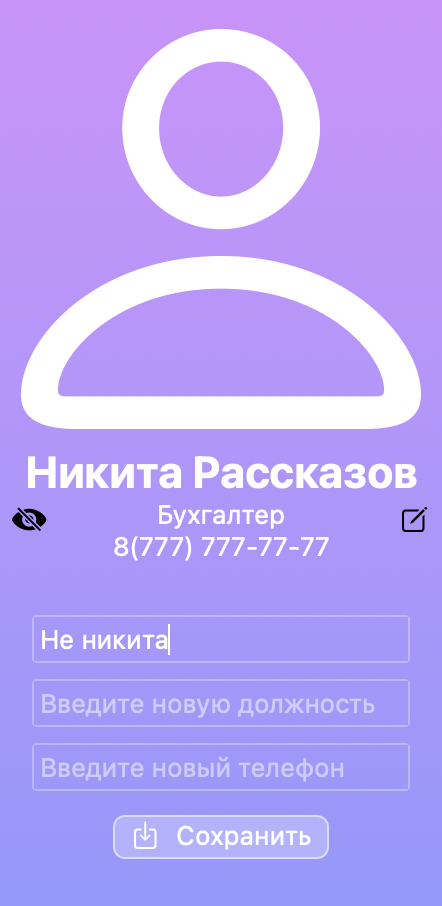 Никита Рассказов
Бухгалтер
8(777) 777-77-77
Не никита
Введите новую должность
Введите новый телефон
Сохранить